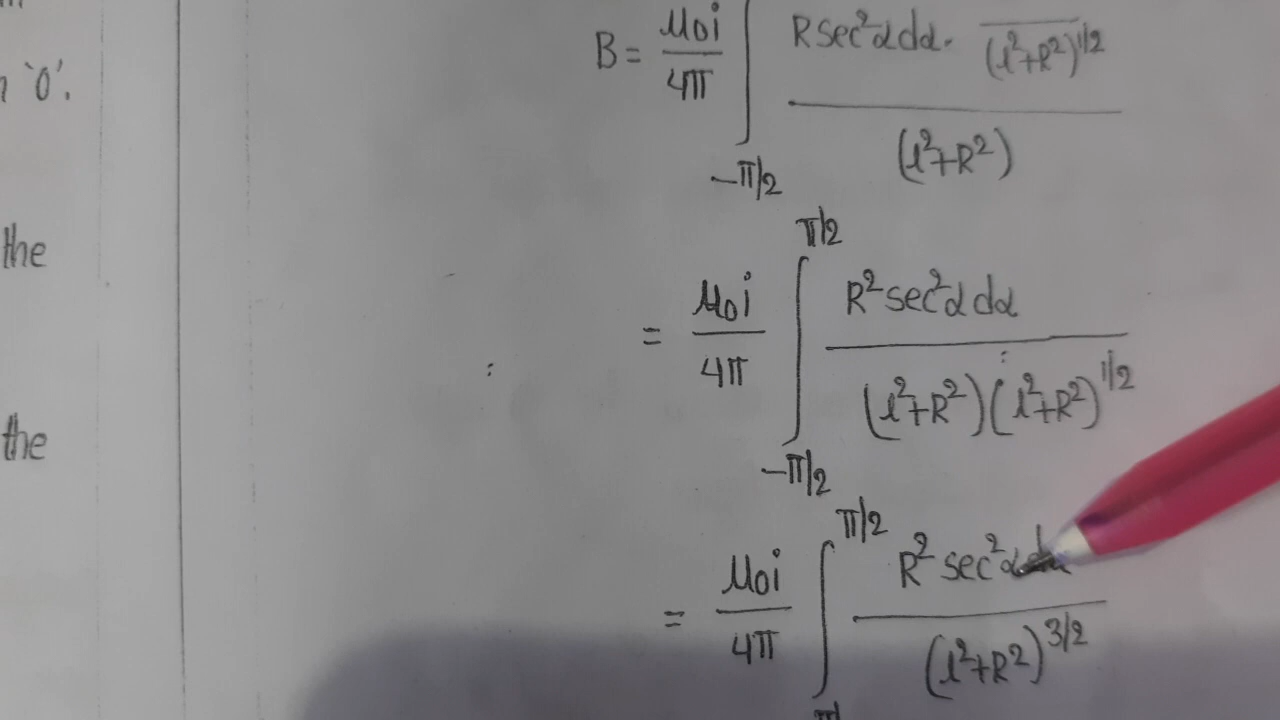 '0'.
the
the
B = μ0i/4π ∫ -π/2 R sec²α dα. /(l²+R²)^1/2 / (l²+R²)
= μ0i/4π ∫ -π/2 π/2 R² sec²α dα / (l²+R²)(l²+R²)^1/2
= μ0i/4π ∫ π/2 R² sec²α / (l²+R²)^3/2